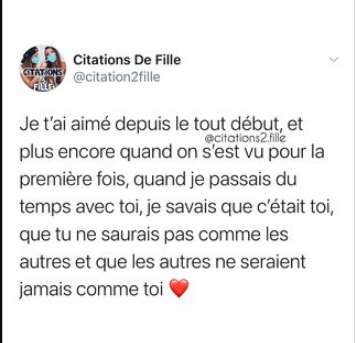 Citations De Fille
CITATIONS
@citation2fille
FILLE
Je t'ai aimé depuis le tout début, et
@citations2.fille
plus encore quand on s'est vu pour la
première fois, quand je passais du
temps avec toi, je savais que c'était toi,
que tu ne saurais pas comme les
autres et que les autres ne seraient
jamais comme toi ❤️